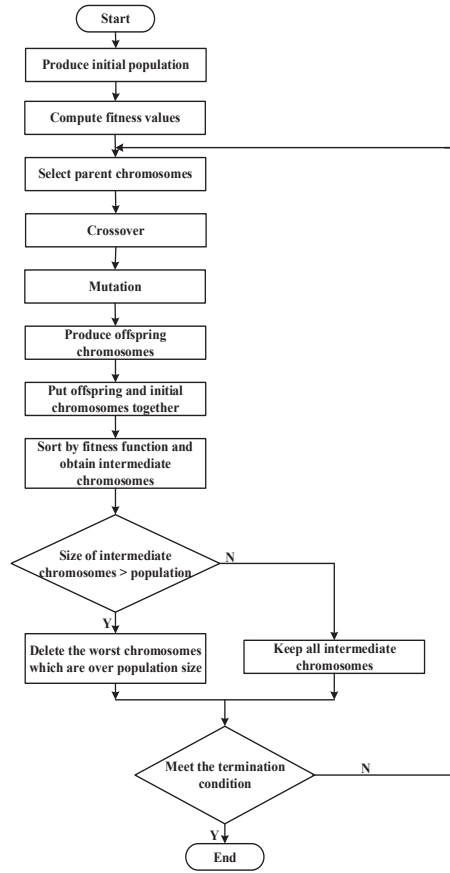 Start
Produce initial population
Compute fitness values
Select parent chromosomes
Crossover
Mutation
Produce offspring
chromosomes
Put offspring and initial
chromosomes together
Sort by fitness function and
obtain intermediate
chromosomes
Size of intermediate
chromosomes > population
N
Y
Delete the worst chromosomes
which are over population size
Keep all intermediate
chromosomes
Meet the termination
condition
N
Y
End